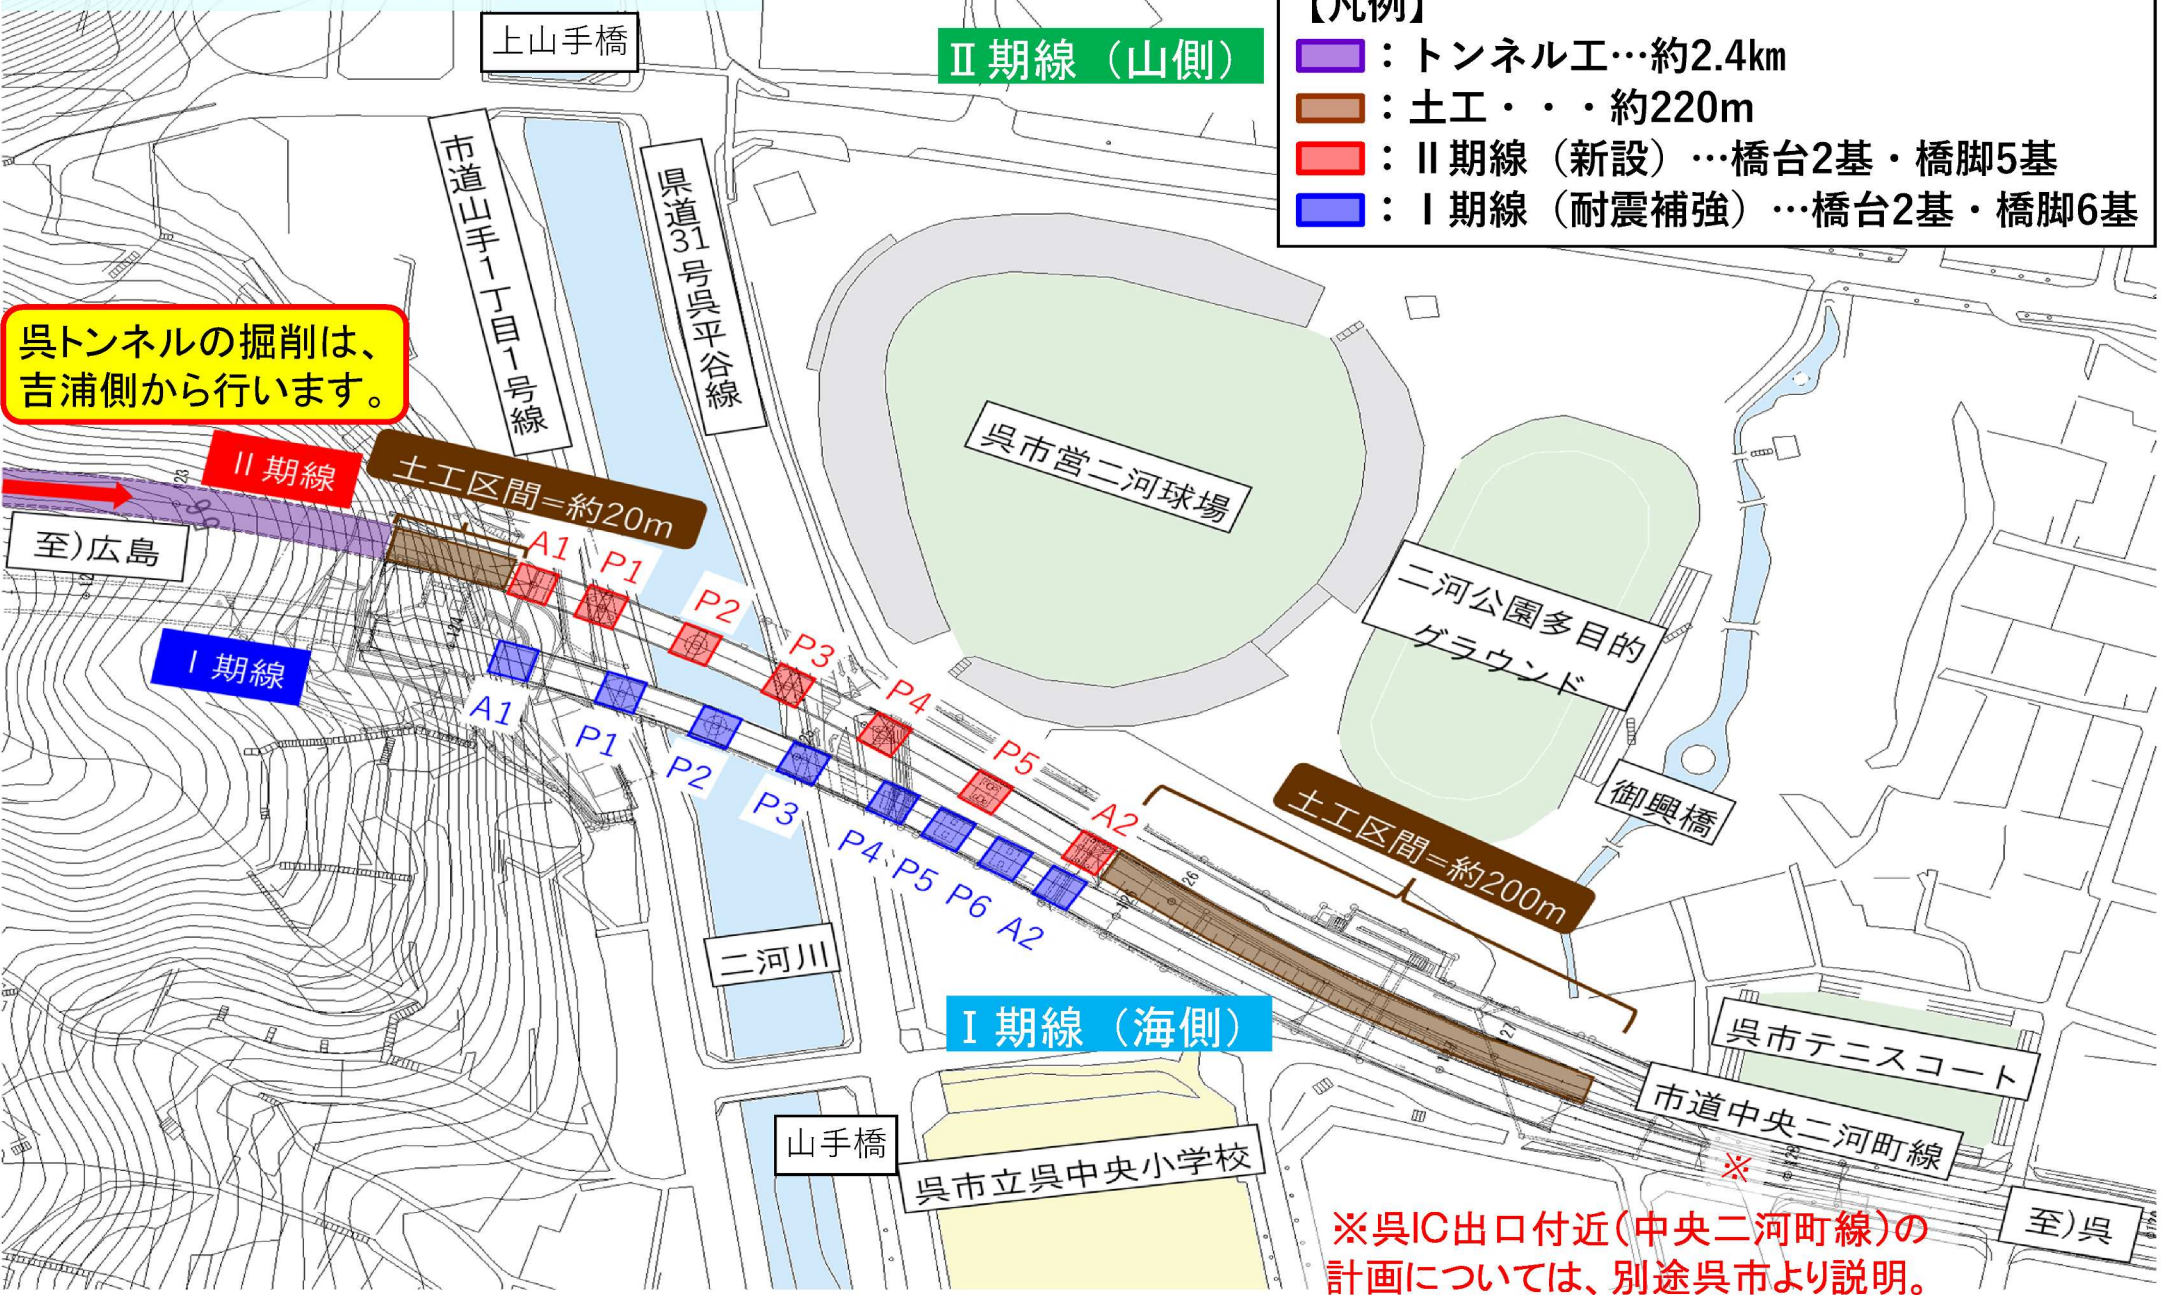 上山手橋
Ⅱ期線（山側）
【凡例】
：トンネル工…約2.4㎞
：土工・・・約220m
：Ⅱ期線（新設）…橋台2基・橋脚5基
：Ⅰ期線（耐震補強）…橋台2基・橋脚6基
市道山手1丁目1号線
県道31号呉平谷線
呉トンネルの掘削は、
吉浦側から行います。
Ⅱ期線
土工区間=約20m
至)広島
Ⅰ期線
呉市営二河球場
二河公園多目的
グラウンド
A1
P1
P2
P3
P4
P5
A2
A1
P1
P2
P3
P4
P5
P6
A2
土工区間=約200m
御興橋
二河川
Ⅰ期線（海側）
呉市テニスコート
市道中央二河町線
※
山手橋
呉市立呉中央小学校
至)呉
※呉IC出口付近(中央二河町線)の
計画については、別途呉市より説明。